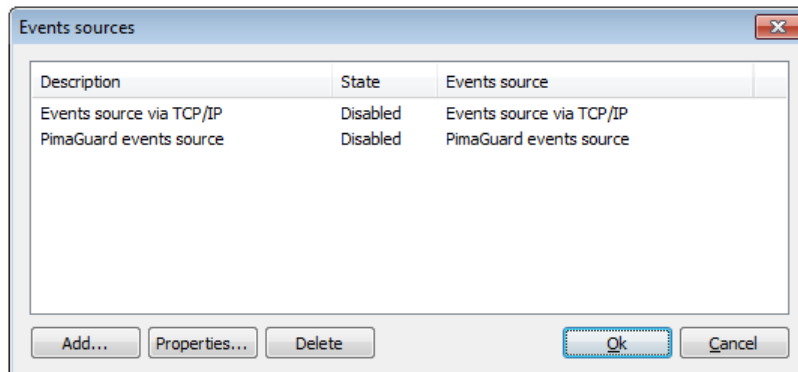 Events sources
Description State Events source
Events source via TCP/IP Disabled Events source via TCP/IP
PimaGuard events source Disabled PimaGuard events source
Add... Properties... Delete Ok Cancel